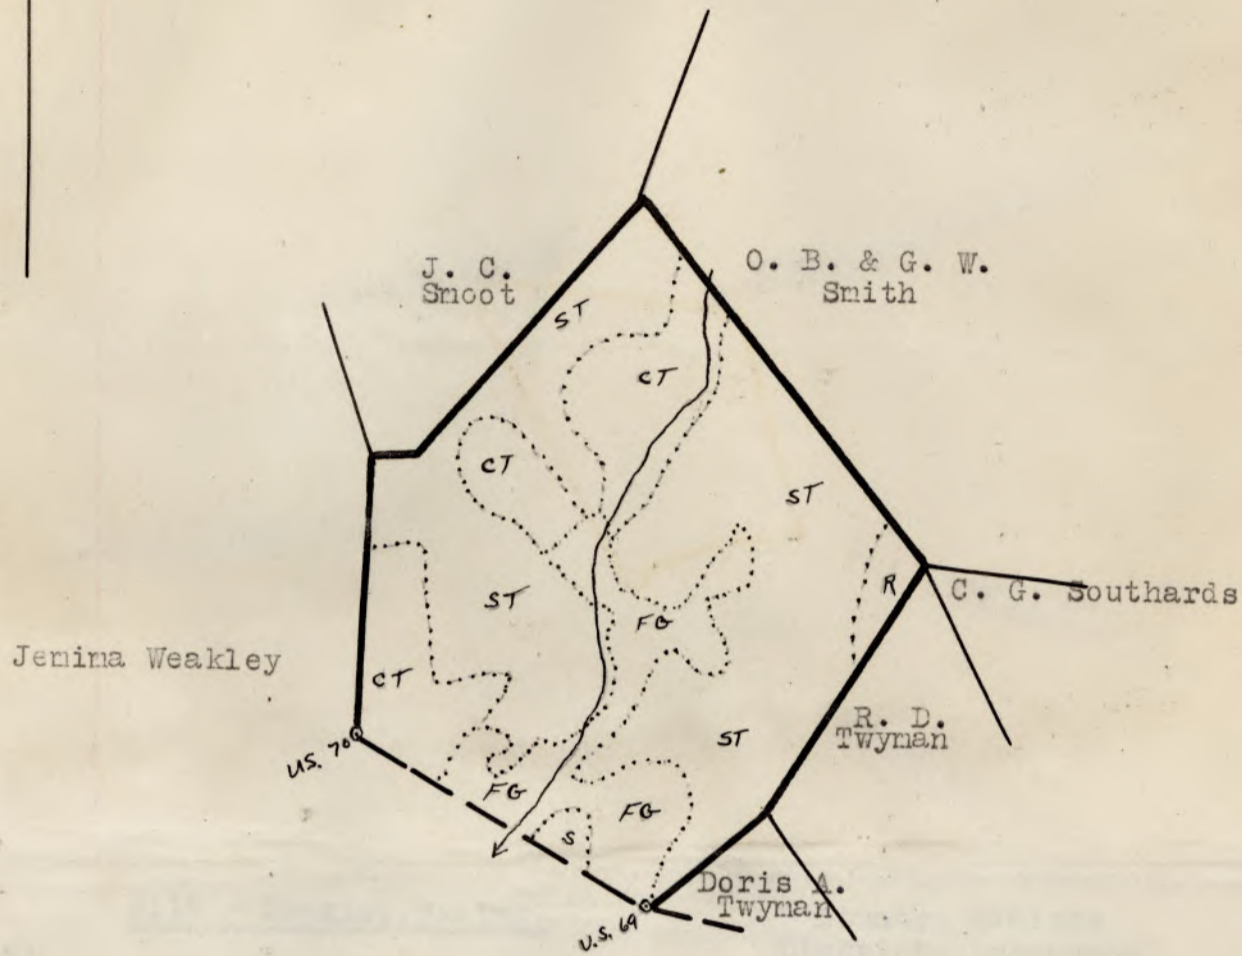 J. C.
Smoot
O. B. & G. W.
Smith
ST
CT
CT
ST
R
C. G. Southards
ST
FG
Jemima Weakley
CT
R. D.
Twyman
ST
U.S. 70
FG
FG
S
Doris A.
Twyman
U.S. 69